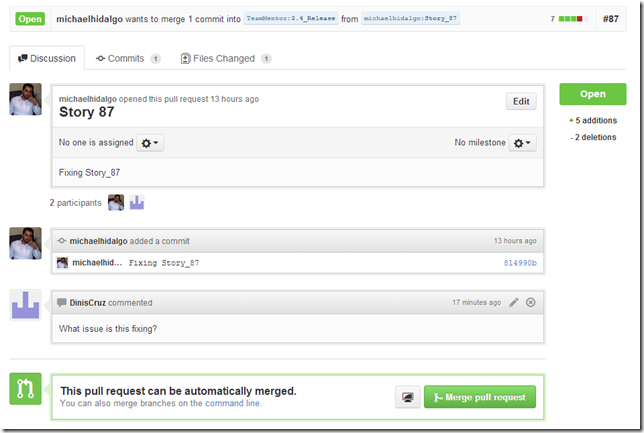 Open michaelhidalgo wants to merge 1 commit into TeamMentor:3.4_Release from michaelhidalgo:Story_87 7 #87
Discussion Commits 1 Files Changed 1
michaelhidalgo opened this pull request 13 hours ago
Story 87
Edit
Open
No one is assigned No milestone
+ 5 additions
- 2 deletions
Fixing Story_87
2 participants
michaelhidalgo added a commit 13 hours ago
michaelhid... Fixing Story_87 814990b
DinisCruz commented 17 minutes ago
What issue is this fixing?
This pull request can be automatically merged.
You can also merge branches on the command line.
Merge pull request